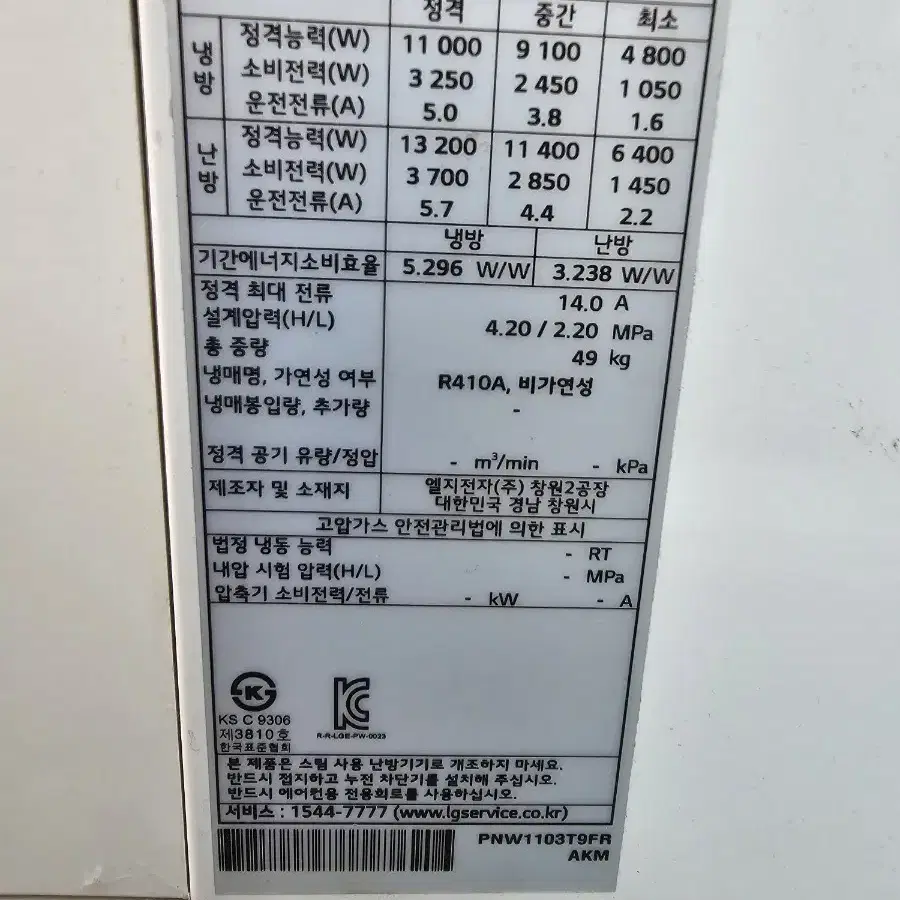 정격 중간 최소
냉방
정격능력(W) 11 000 9 100 4 800
소비전력(W) 3 250 2 450 1 050
운전전류(A) 5.0 3.8 1.6
난방
정격능력(W) 13 200 11 400 6 400
소비전력(W) 3 700 2 850 1 450
운전전류(A) 5.7 4.4 2.2
냉방 난방
기간에너지소비효율 5.296 W/W 3.238 W/W
정격 최대 전류 14.0 A
설계압력(H/L) 4.20 / 2.20 MPa
총 중량 49 kg
냉매명, 가연성 여부 R410A, 비가연성
냉매봉입량, 추가량 -
정격 공기 유량/정압 - m³/min - kPa
제조자 및 소재지 엘지전자(주) 창원2공장
대한민국 경남 창원시
고압가스 안전관리법에 의한 표시
법정 냉동 능력 - RT
내압 시험 압력(H/L) - MPa
압축기 소비전력/전류 - kW - A
KS C 9306
제3810호
한국표준협회
R-R-LGE-PW-0023
본 제품은 스팀 사용 난방기기로 개조하지 마세요.
반드시 접지하고 누전 차단기를 설치해 주십시오.
반드시 에어컨용 전용회로를 사용하십시오.
서비스 : 1544-7777 (www.lgservice.co.kr)
PNW1103T9FR
AKM